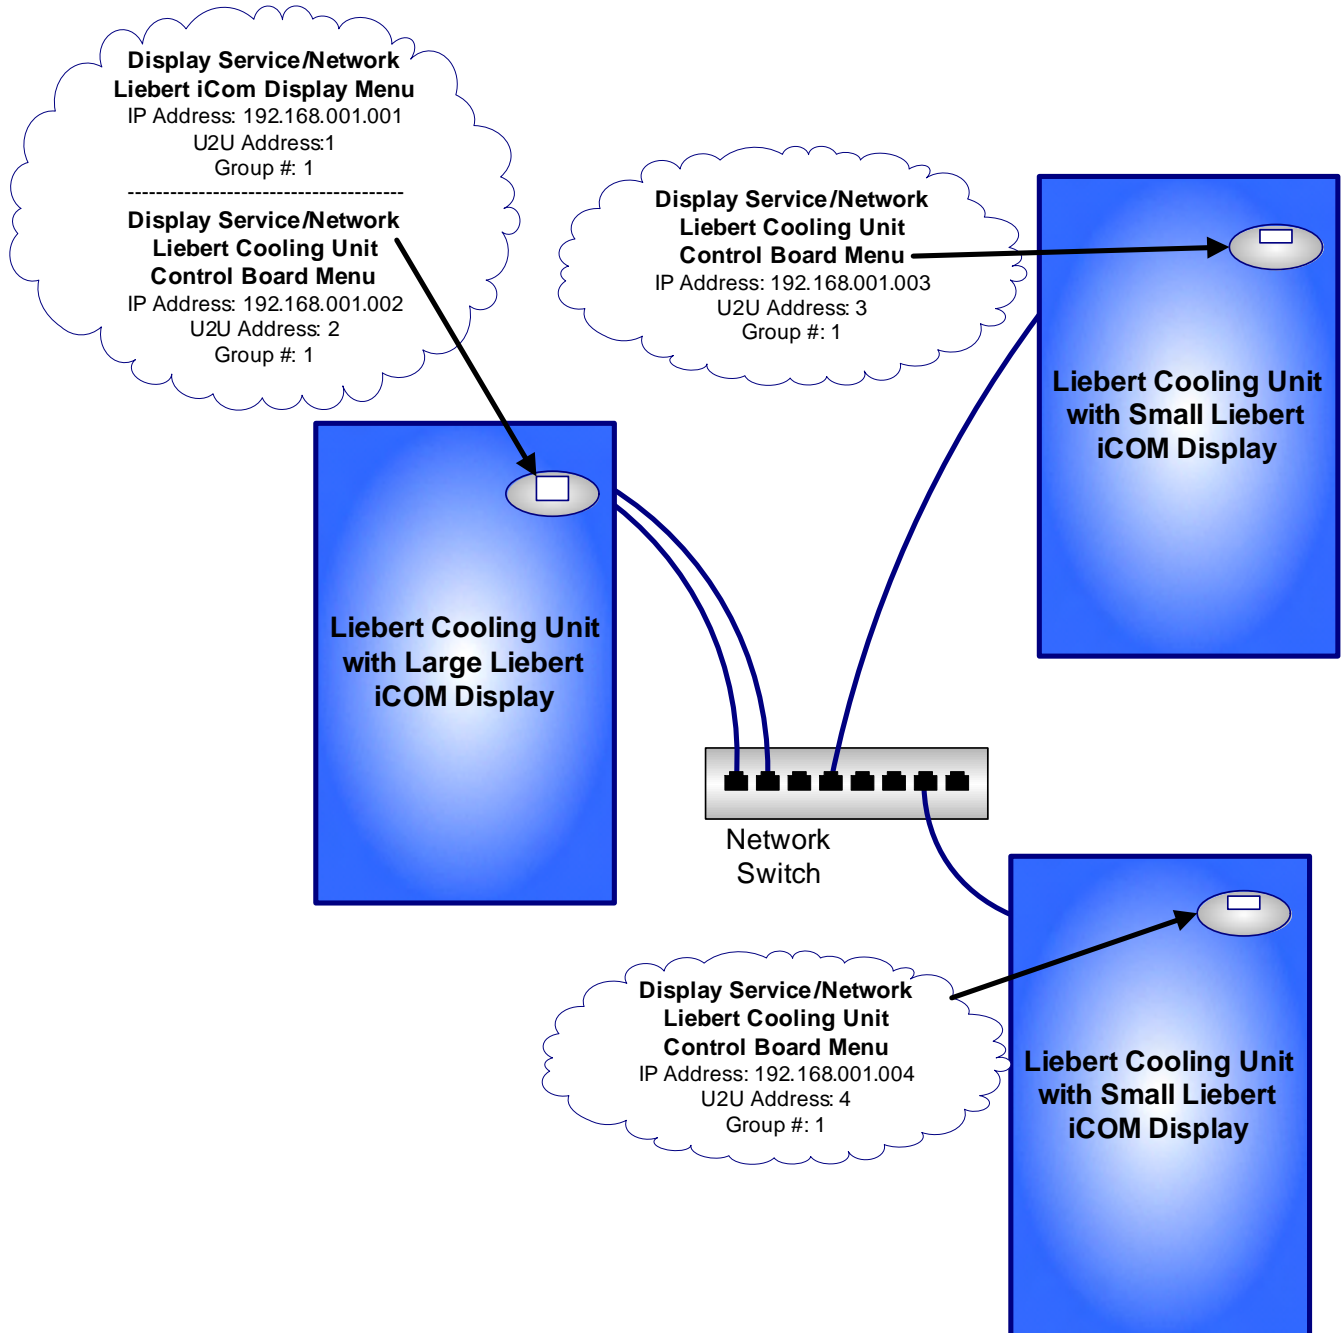 Display Service/Network
Liebert iCom Display Menu
IP Address: 192.168.001.001
U2U Address:1
Group #: 1
---------------------------------------
Display Service/Network
Liebert Cooling Unit
Control Board Menu
IP Address: 192.168.001.002
U2U Address: 2
Group #: 1
Display Service/Network
Liebert Cooling Unit
Control Board Menu
IP Address: 192.168.001.003
U2U Address: 3
Group #: 1
Liebert Cooling Unit
with Small Liebert
iCOM Display
Liebert Cooling Unit
with Large Liebert
iCOM Display
Network
Switch
Display Service/Network
Liebert Cooling Unit
Control Board Menu
IP Address: 192.168.001.004
U2U Address: 4
Group #: 1
Liebert Cooling Unit
with Small Liebert
iCOM Display